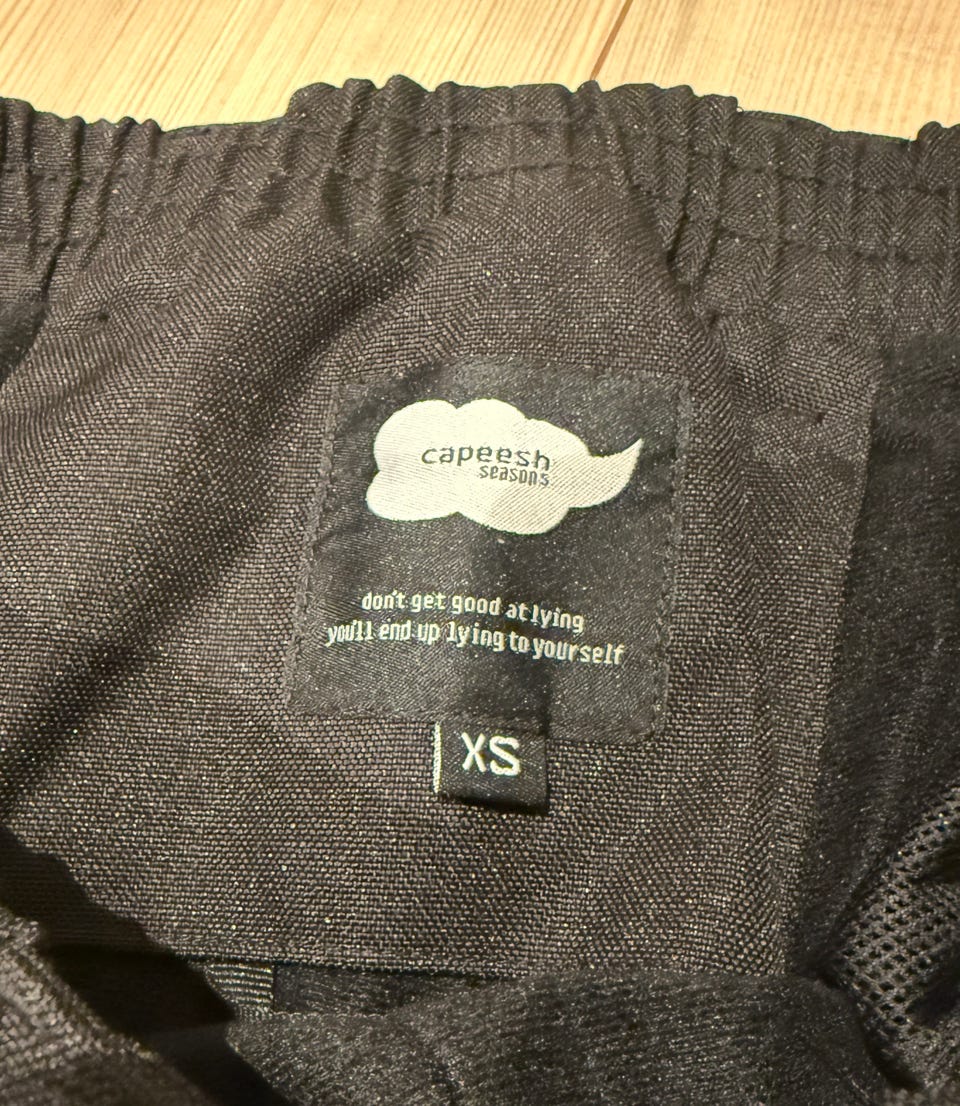 capeesh
seasons
don't get good at lying
you'll end up lying to yourself
XS